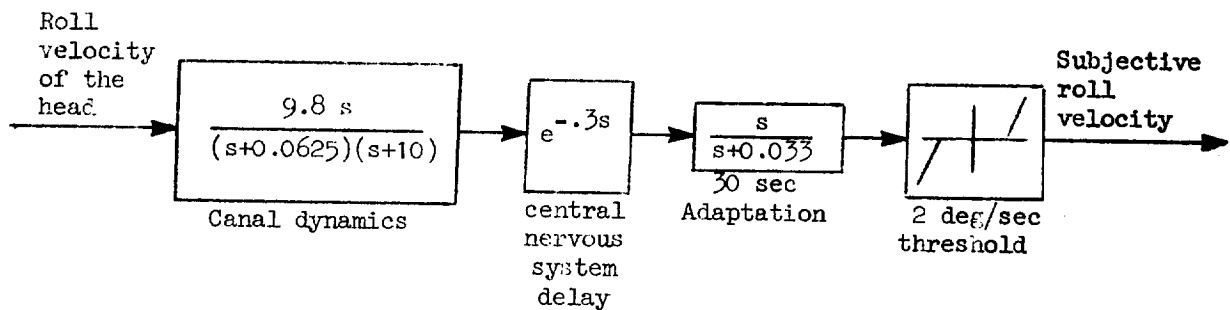 Roll
velocity
of the
head
9.8 s
(s+0.0625)(s+10)
Canal dynamics
e^-.3s
central
nervous
system
delay
s
s+0.033
30 sec
Adaptation
2 deg/sec
threshold
Subjective
roll
velocity